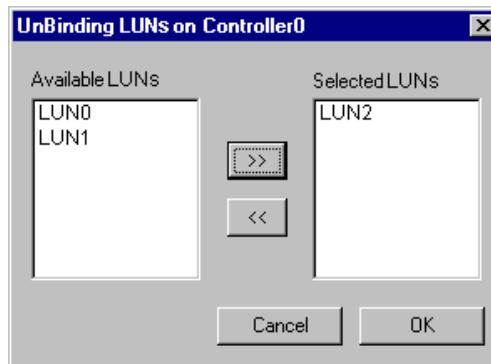 UnBinding LUNs on Controller0
Available LUNs
Selected LUNs
LUN0
LUN1
LUN2
>>
<<
Cancel
OK